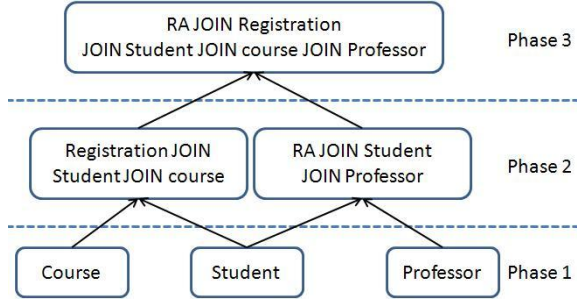 RA JOIN Registration
JOIN Student JOIN course JOIN Professor
Phase 3
Registration JOIN
Student JOIN course
RA JOIN Student
JOIN Professor
Phase 2
Course
Student
Professor
Phase 1